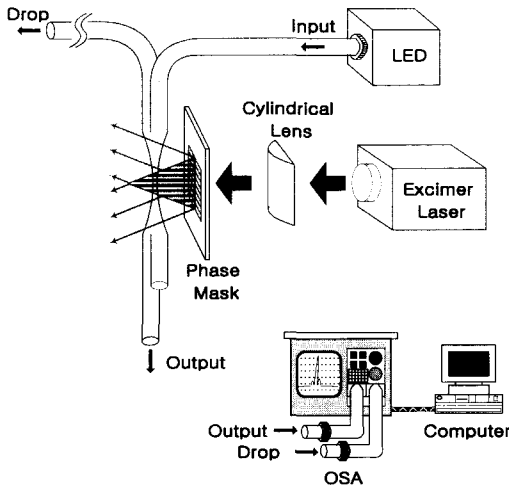 Drop
Input
LED
Cylindrical
Lens
Excimer
Laser
Phase
Mask
Output
Output
Drop
Computer
OSA